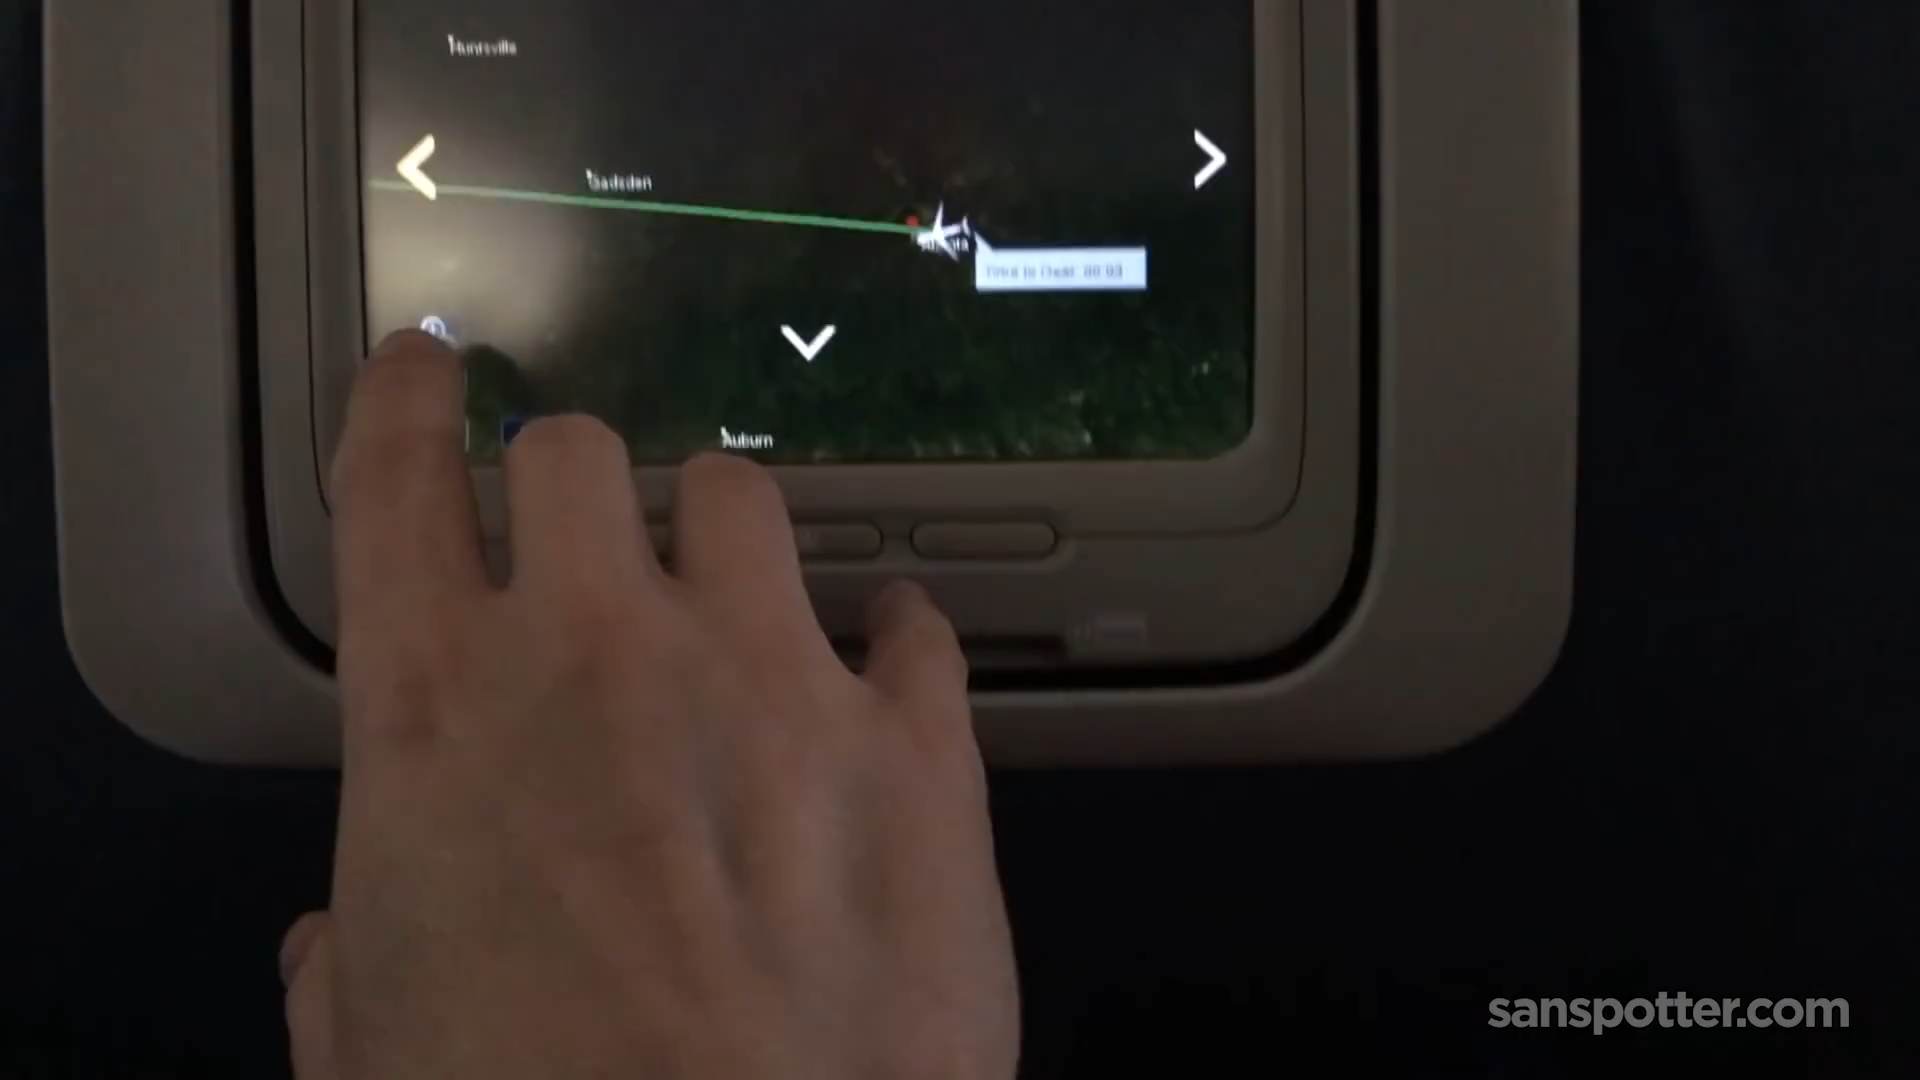 Huntsville
Gadsden
Time to Dest: 00:03
Auburn
sanspotter.com